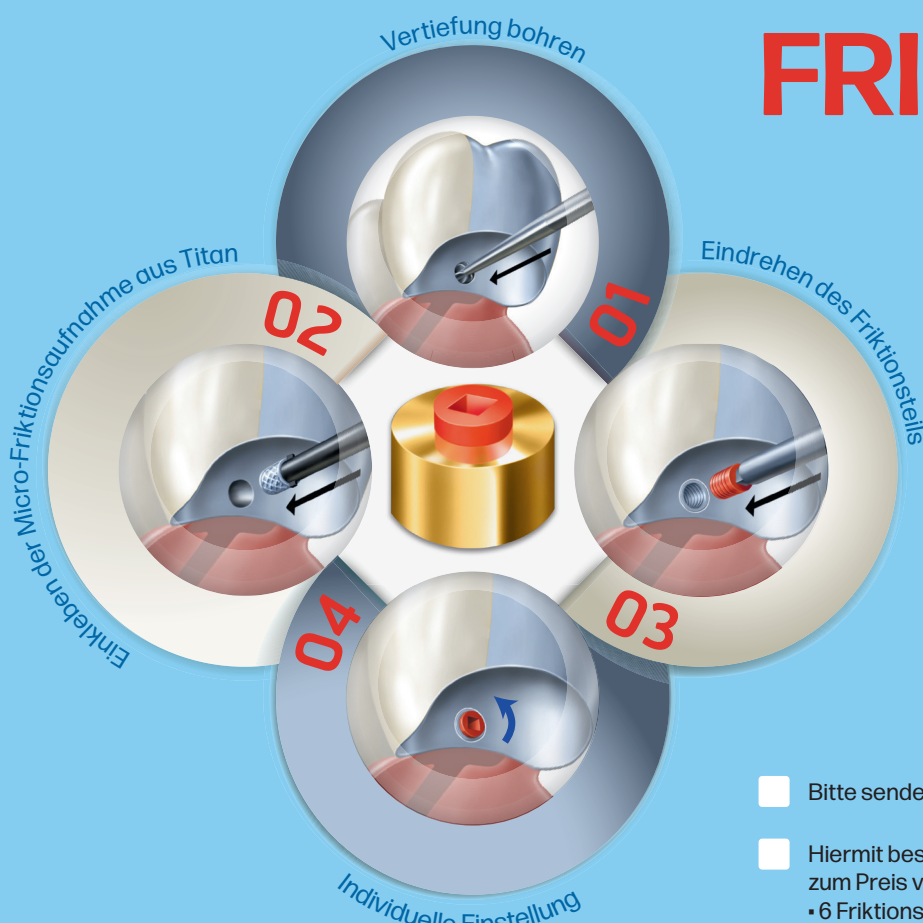 Vertiefung bohren
FRI
01
Einkleben der Micro-Friktionsaufnahme aus Titan
02
Eindrehen des Friktionsteils
03
04
Individuelle Einstellung
Bitte sende
Hiermit bes
zum Preis v
▪ 6 Friktions